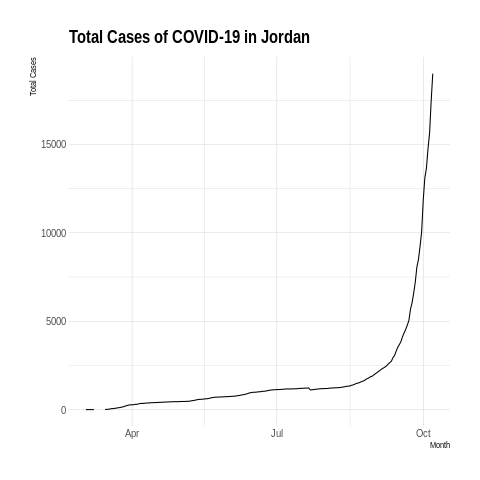 Total Cases of COVID-19 in Jordan
Total Cases
15000
10000
5000
0
Apr Jul Oct
Month